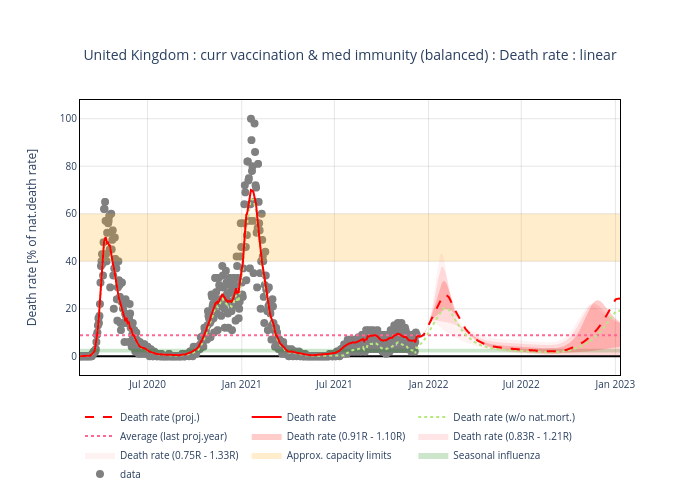 United Kingdom : curr vaccination & med immunity (balanced) : Death rate : linear
Death rate [% of nat.death rate]
100
80
60
40
20
0
Jul 2020
Jan 2021
Jul 2021
Jan 2022
Jul 2022
Jan 2023
Death rate (proj.)
Death rate
Death rate (w/o nat.mort.)
Average (last proj.year)
Death rate (0.91R - 1.10R)
Death rate (0.83R - 1.21R)
Death rate (0.75R - 1.33R)
Approx. capacity limits
Seasonal influenza
data